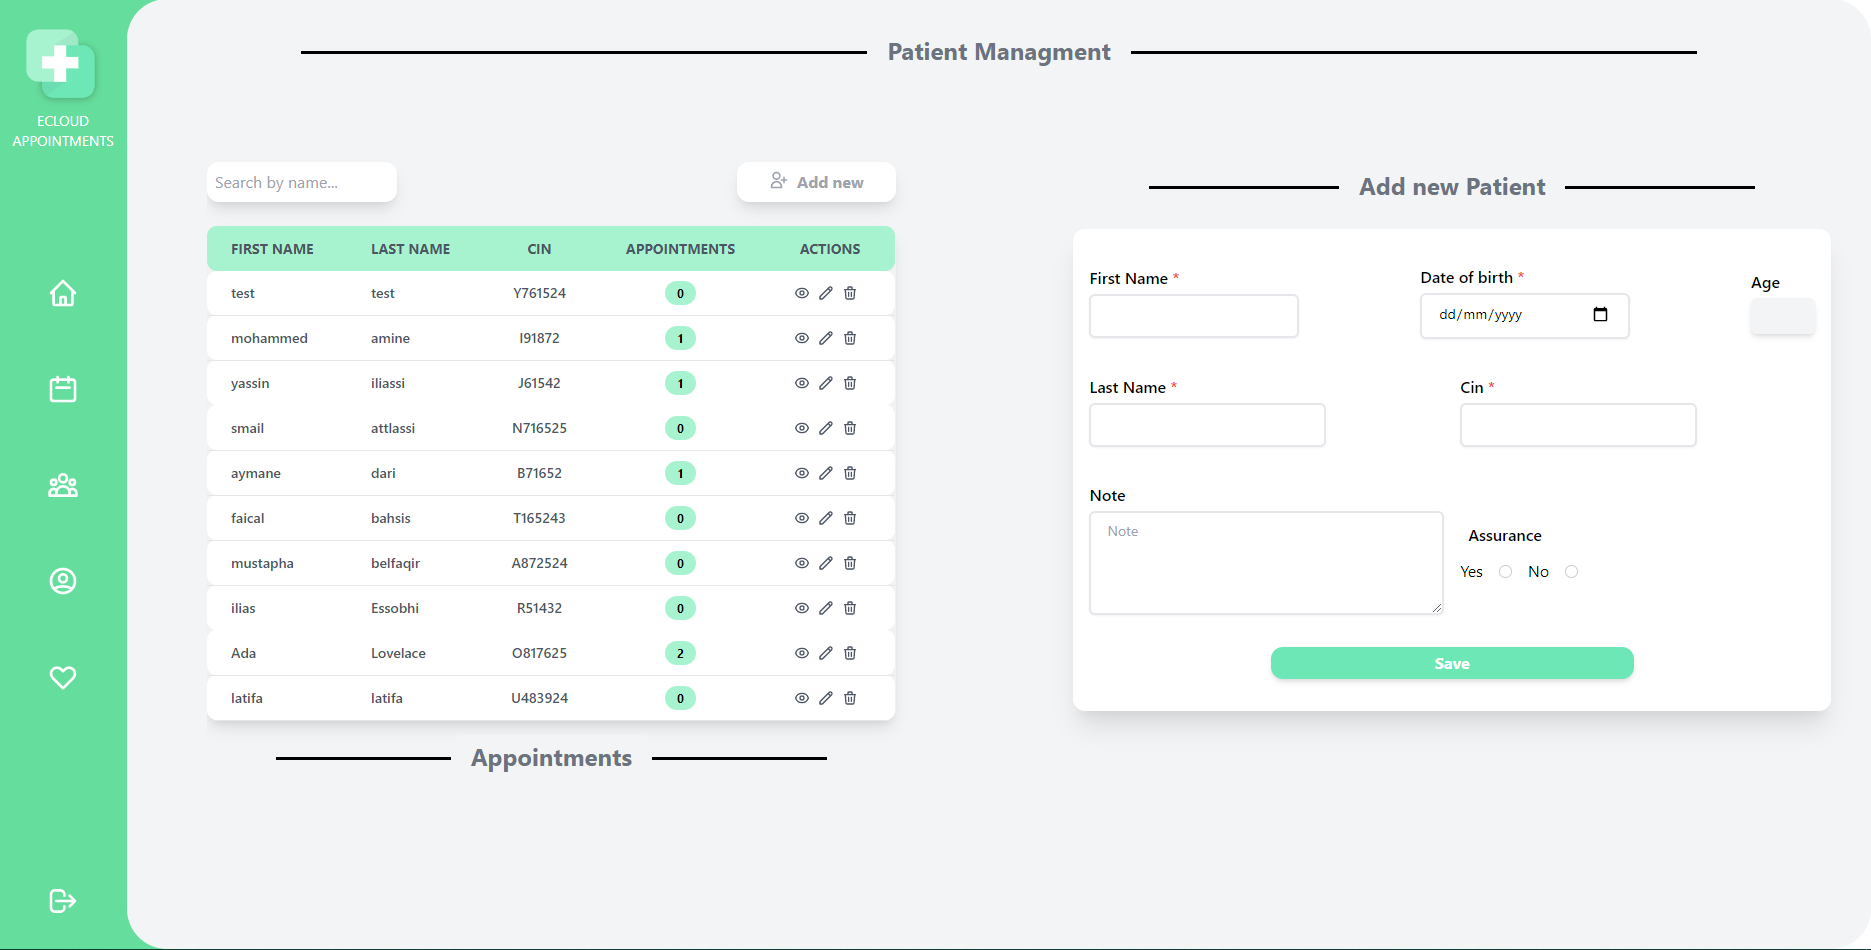 ECLOUD
APPOINTMENTS
Patient Managment
Search by name...
Add new
FIRST NAME LAST NAME CIN APPOINTMENTS ACTIONS
test test Y761524 0
mohammed amine I91872 1
yassin iliassi J61542 1
smail attlassi N716525 0
aymane dari B71652 1
faical bahsis T165243 0
mustapha belfaqir A872524 0
ilias Essobhi R51432 0
Ada Lovelace O817625 2
latifa latifa U483924 0
Appointments
Add new Patient
First Name * Date of birth * Age
dd/mm/yyyy
Last Name * Cin *
Note
Note
Assurance
Yes No
Save